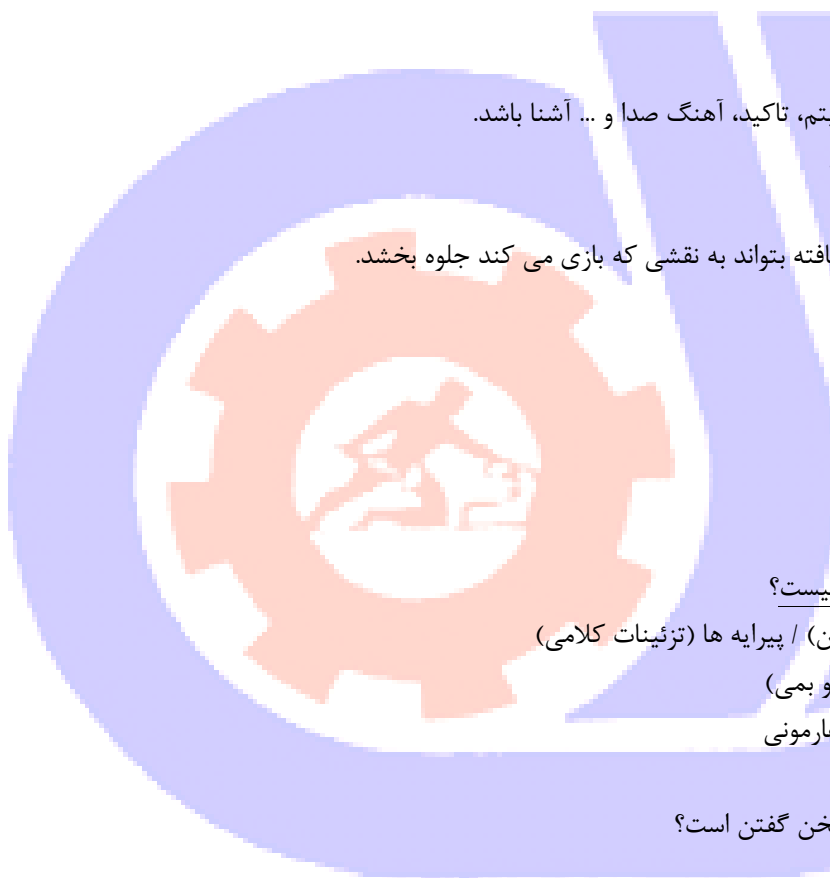 تم، تاکید، آهنگ صدا و ... آشنا باشد.
افته بتواند به نقشی که بازی می کند جلوه بخشد.
یست؟
ن) / پیرایه ها (تزئینات کلامی)
و بمی)
ارمونی
خن گفتن است؟